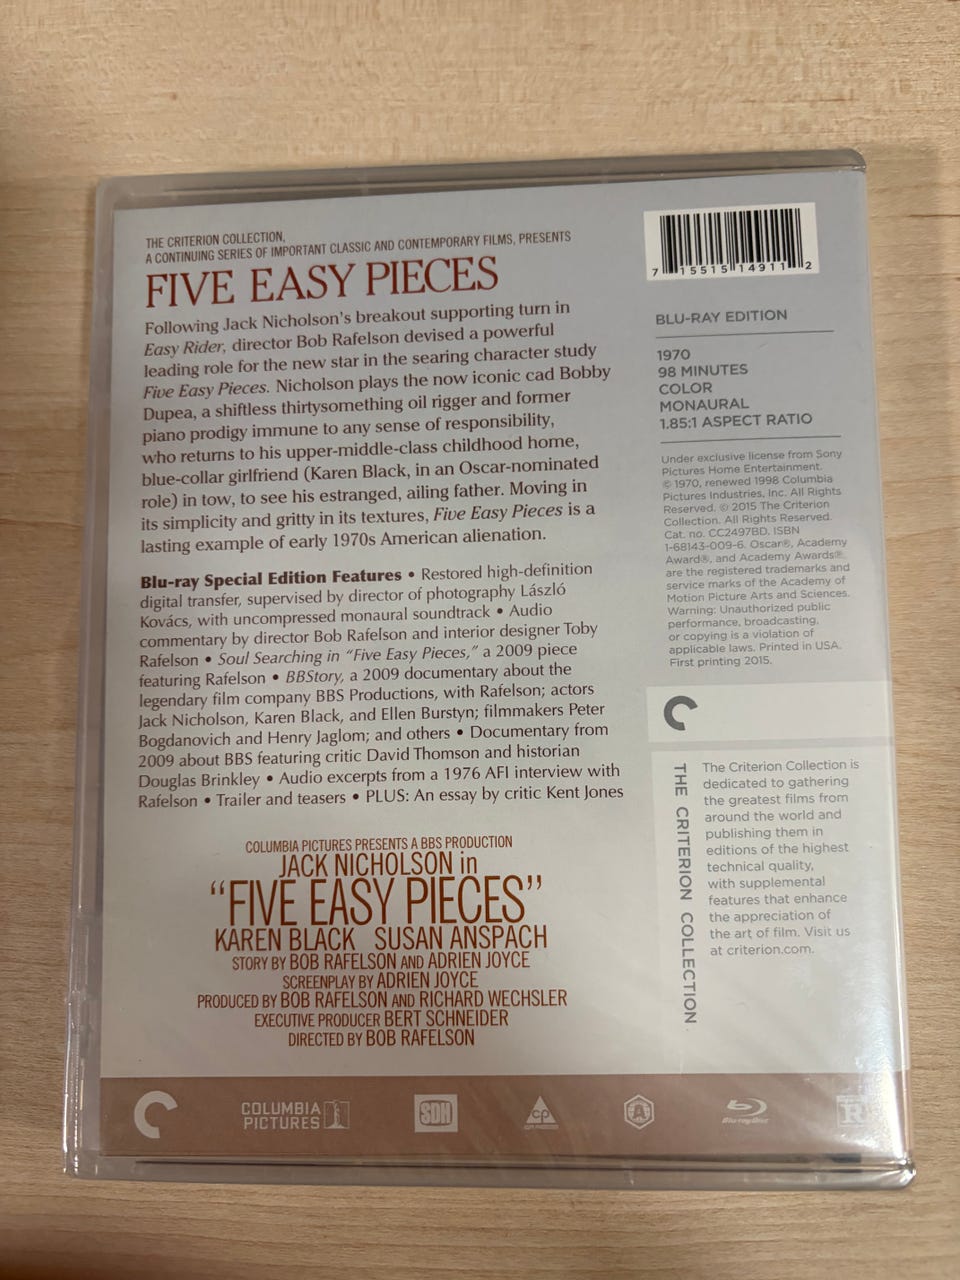 THE CRITERION COLLECTION,
A CONTINUING SERIES OF IMPORTANT CLASSIC AND CONTEMPORARY FILMS, PRESENTS
FIVE EASY PIECES
Following Jack Nicholson's breakout supporting turn in
Easy Rider, director Bob Rafelson devised a powerful
leading role for the new star in the searing character study
Five Easy Pieces. Nicholson plays the now iconic cad Bobby
Dupea, a shiftless thirtysomething oil rigger and former
piano prodigy immune to any sense of responsibility,
who returns to his upper-middle-class childhood home,
blue-collar girlfriend (Karen Black, in an Oscar-nominated
role) in tow, to see his estranged, ailing father. Moving in
its simplicity and gritty in its textures, Five Easy Pieces is a
lasting example of early 1970s American alienation.
Blu-ray Special Edition Features • Restored high-definition
digital transfer, supervised by director of photography László
Kovács, with uncompressed monaural soundtrack • Audio
commentary by director Bob Rafelson and interior designer Toby
Rafelson • Soul Searching in “Five Easy Pieces,” a 2009 piece
featuring Rafelson • BBStory, a 2009 documentary about the
legendary film company BBS Productions, with Rafelson; actors
Jack Nicholson, Karen Black, and Ellen Burstyn; filmmakers Peter
Bogdanovich and Henry Jaglom; and others • Documentary from
2009 about BBS featuring critic David Thomson and historian
Douglas Brinkley • Audio excerpts from a 1976 AFI interview with
Rafelson • Trailer and teasers • PLUS: An essay by critic Kent Jones
COLUMBIA PICTURES PRESENTS A BBS PRODUCTION
JACK NICHOLSON in
“FIVE EASY PIECES”
KAREN BLACK SUSAN ANSPACH
STORY BY BOB RAFELSON AND ADRIEN JOYCE
SCREENPLAY BY ADRIEN JOYCE
PRODUCED BY BOB RAFELSON AND RICHARD WECHSLER
EXECUTIVE PRODUCER BERT SCHNEIDER
DIRECTED BY BOB RAFELSON
7 15515 14911 2
BLU-RAY EDITION
1970
98 MINUTES
COLOR
MONAURAL
1.85:1 ASPECT RATIO
Under exclusive license from Sony
Pictures Home Entertainment.
© 1970, renewed 1998 Columbia
Pictures Industries, Inc. All Rights
Reserved. © 2015 The Criterion
Collection. All Rights Reserved.
Cat. no. CC2497BD. ISBN
1-68143-009-6. Oscar®, Academy
Award®, and Academy Awards®
are the registered trademarks and
service marks of the Academy of
Motion Picture Arts and Sciences.
Warning: Unauthorized public
performance, broadcasting,
or copying is a violation of
applicable laws. Printed in USA.
First printing 2015.
THE CRITERION COLLECTION
The Criterion Collection is
dedicated to gathering
the greatest films from
around the world and
publishing them in
editions of the highest
technical quality,
with supplemental
features that enhance
the appreciation of
the art of film. Visit us
at criterion.com.
COLUMBIA
PICTURES
SDH
CP
A
Blu-ray Disc
R